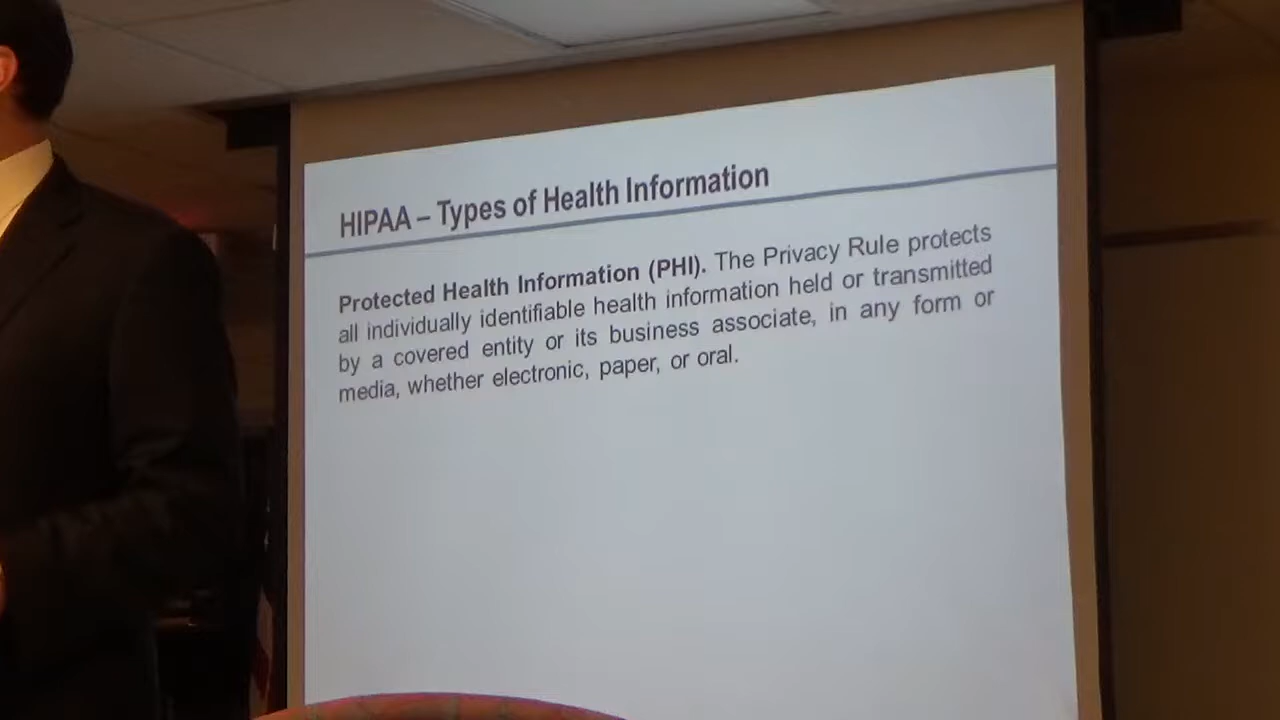 HIPAA – Types of Health Information
Protected Health Information (PHI). The Privacy Rule protects
all individually identifiable health information held or transmitted
by a covered entity or its business associate, in any form or
media, whether electronic, paper, or oral.